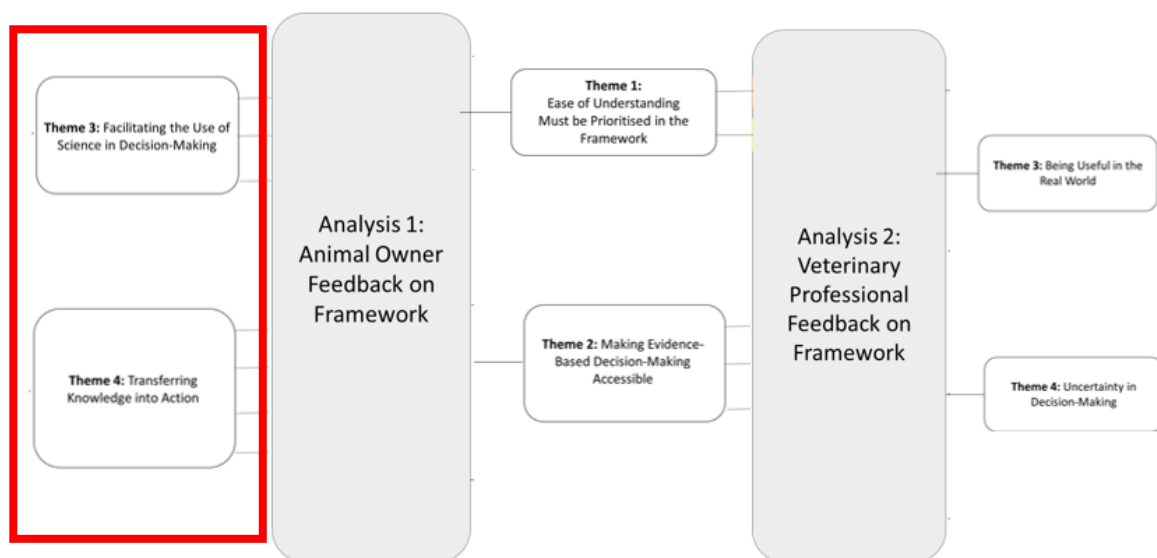 Theme 3: Facilitating the Use of
Science in Decision-Making
Theme 4: Transferring
Knowledge into Action
Analysis 1:
Animal Owner
Feedback on
Framework
Theme 1:
Ease of Understanding
Must be Prioritised in the
Framework
Theme 2: Making Evidence-
Based Decision-Making
Accessible
Analysis 2:
Veterinary
Professional
Feedback on
Framework
Theme 3: Being Useful in the
Real World
Theme 4: Uncertainty in
Decision-Making